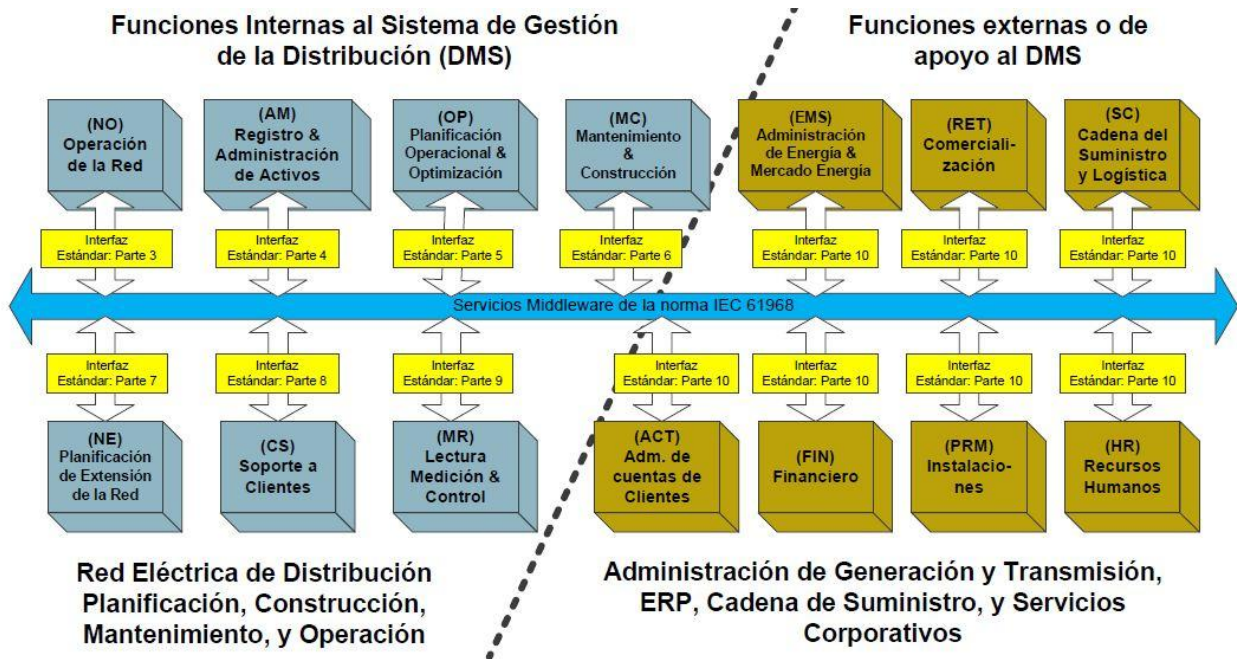 Funciones Internas al Sistema de Gestión
de la Distribución (DMS)
Funciones externas o de
apoyo al DMS
(NO)
Operación
de la Red
(AM)
Registro &
Administración
de Activos
(OP)
Planificación
Operacional &
Optimización
(MC)
Mantenimiento
&
Construcción
(EMS)
Administración
de Energía &
Mercado Energía
(RET)
Comerciali-
zación
(SC)
Cadena del
Suministro
y Logística
Interfaz
Estándar: Parte 3
Interfaz
Estándar: Parte 4
Interfaz
Estándar: Parte 5
Interfaz
Estándar: Parte 6
Interfaz
Estándar: Parte 10
Interfaz
Estándar: Parte 10
Interfaz
Estándar: Parte 10
Servicios Middleware de la norma IEC 61968
Interfaz
Estándar: Parte 7
Interfaz
Estándar: Parte 8
Interfaz
Estándar: Parte 9
Interfaz
Estándar: Parte 10
Interfaz
Estándar: Parte 10
Interfaz
Estándar: Parte 10
Interfaz
Estándar: Parte 10
(NE)
Planificación
de Extensión
de la Red
(CS)
Soporte a
Clientes
(MR)
Lectura
Medición &
Control
(ACT)
Adm. de
cuentas de
Clientes
(FIN)
Financiero
(PRM)
Instalacio-
nes
(HR)
Recursos
Humanos
Red Eléctrica de Distribución
Planificación, Construcción,
Mantenimiento, y Operación
Administración de Generación y Transmisión,
ERP, Cadena de Suministro, y Servicios
Corporativos